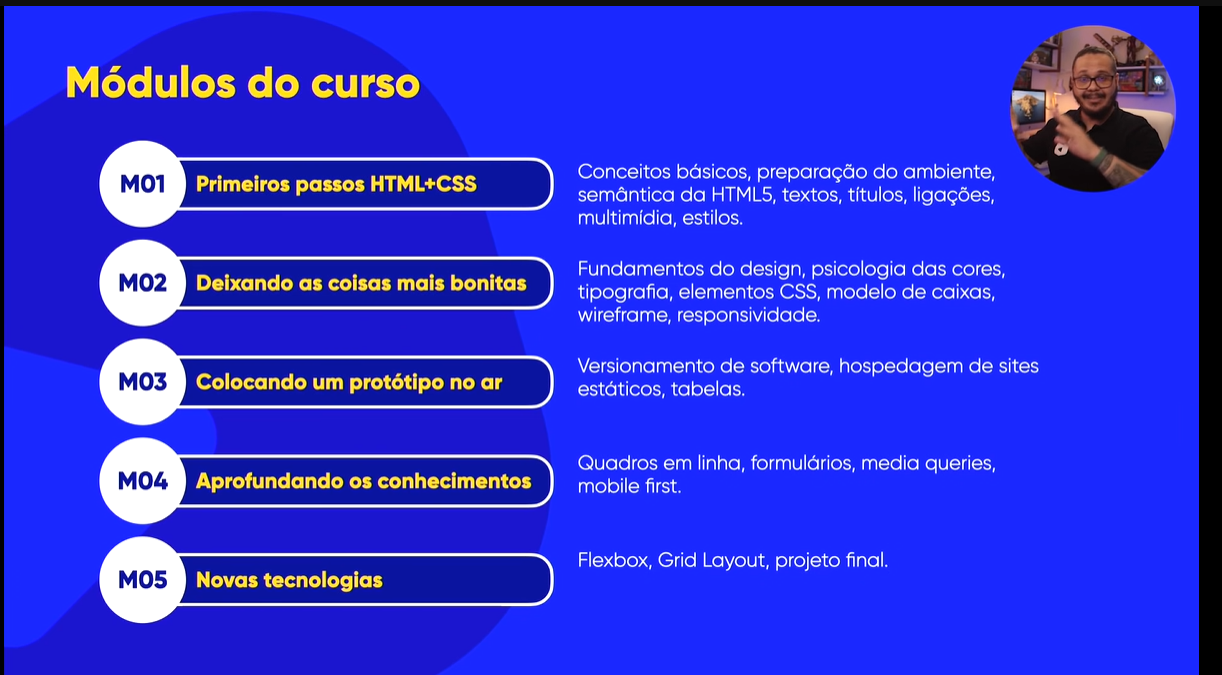 Módulos do curso
M01
Primeiros passos HTML+CSS
Conceitos básicos, preparação do ambiente,
semântica da HTML5, textos, títulos, ligações,
multimídia, estilos.
M02
Deixando as coisas mais bonitas
Fundamentos do design, psicologia das cores,
tipografia, elementos CSS, modelo de caixas,
wireframe, responsividade.
M03
Colocando um protótipo no ar
Versionamento de software, hospedagem de sites
estáticos, tabelas.
M04
Aprofundando os conhecimentos
Quadros em linha, formulários, media queries,
mobile first.
M05
Novas tecnologias
Flexbox, Grid Layout, projeto final.